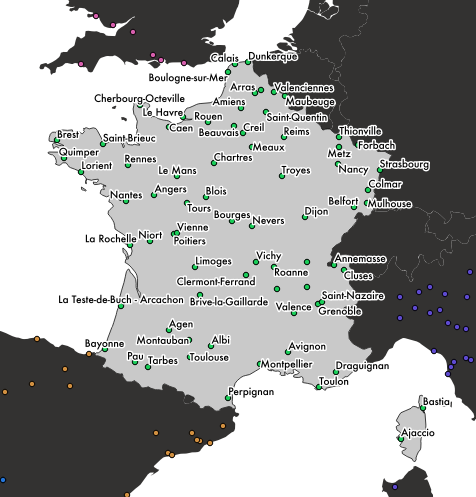 Calais
Dunkerque
Boulogne-sur-Mer
Arras
Valenciennes
Maubeuge
Cherbourg-Octeville
Amiens
Le Havre
Rouen
Saint-Quentin
Caen
Beauvais
Creil
Reims
Thionville
Brest
Saint-Brieuc
Meaux
Forbach
Quimper
Rennes
Chartres
Metz
Lorient
Le Mans
Troyes
Nancy
Strasbourg
Nantes
Angers
Blois
Colmar
Tours
Bourges
Nevers
Dijon
Belfort
Mulhouse
La Rochelle
Niort
Vienne
Poitiers
Limoges
Vichy
Roanne
Annemasse
Cluses
Clermont-Ferrand
La Teste-de-Buch - Arcachon
Brive-la-Gaillarde
Saint-Nazaire
Valence
Grenoble
Agen
Bayonne
Montauban
Albi
Avignon
Pau
Tarbes
Toulouse
Montpellier
Draguignan
Toulon
Perpignan
Bastia
Ajaccio